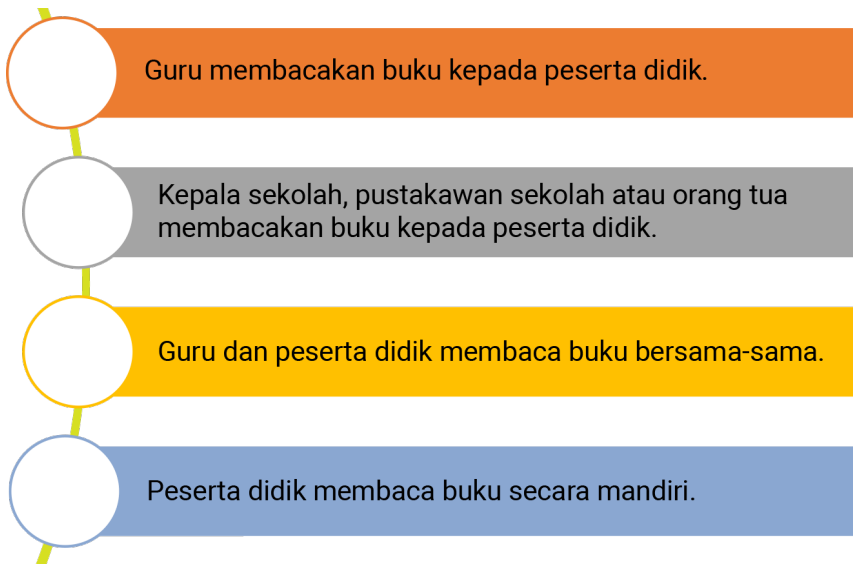 Guru membacakan buku kepada peserta didik.
Kepala sekolah, pustakawan sekolah atau orang tua
membacakan buku kepada peserta didik.
Guru dan peserta didik membaca buku bersama-sama.
Peserta didik membaca buku secara mandiri.